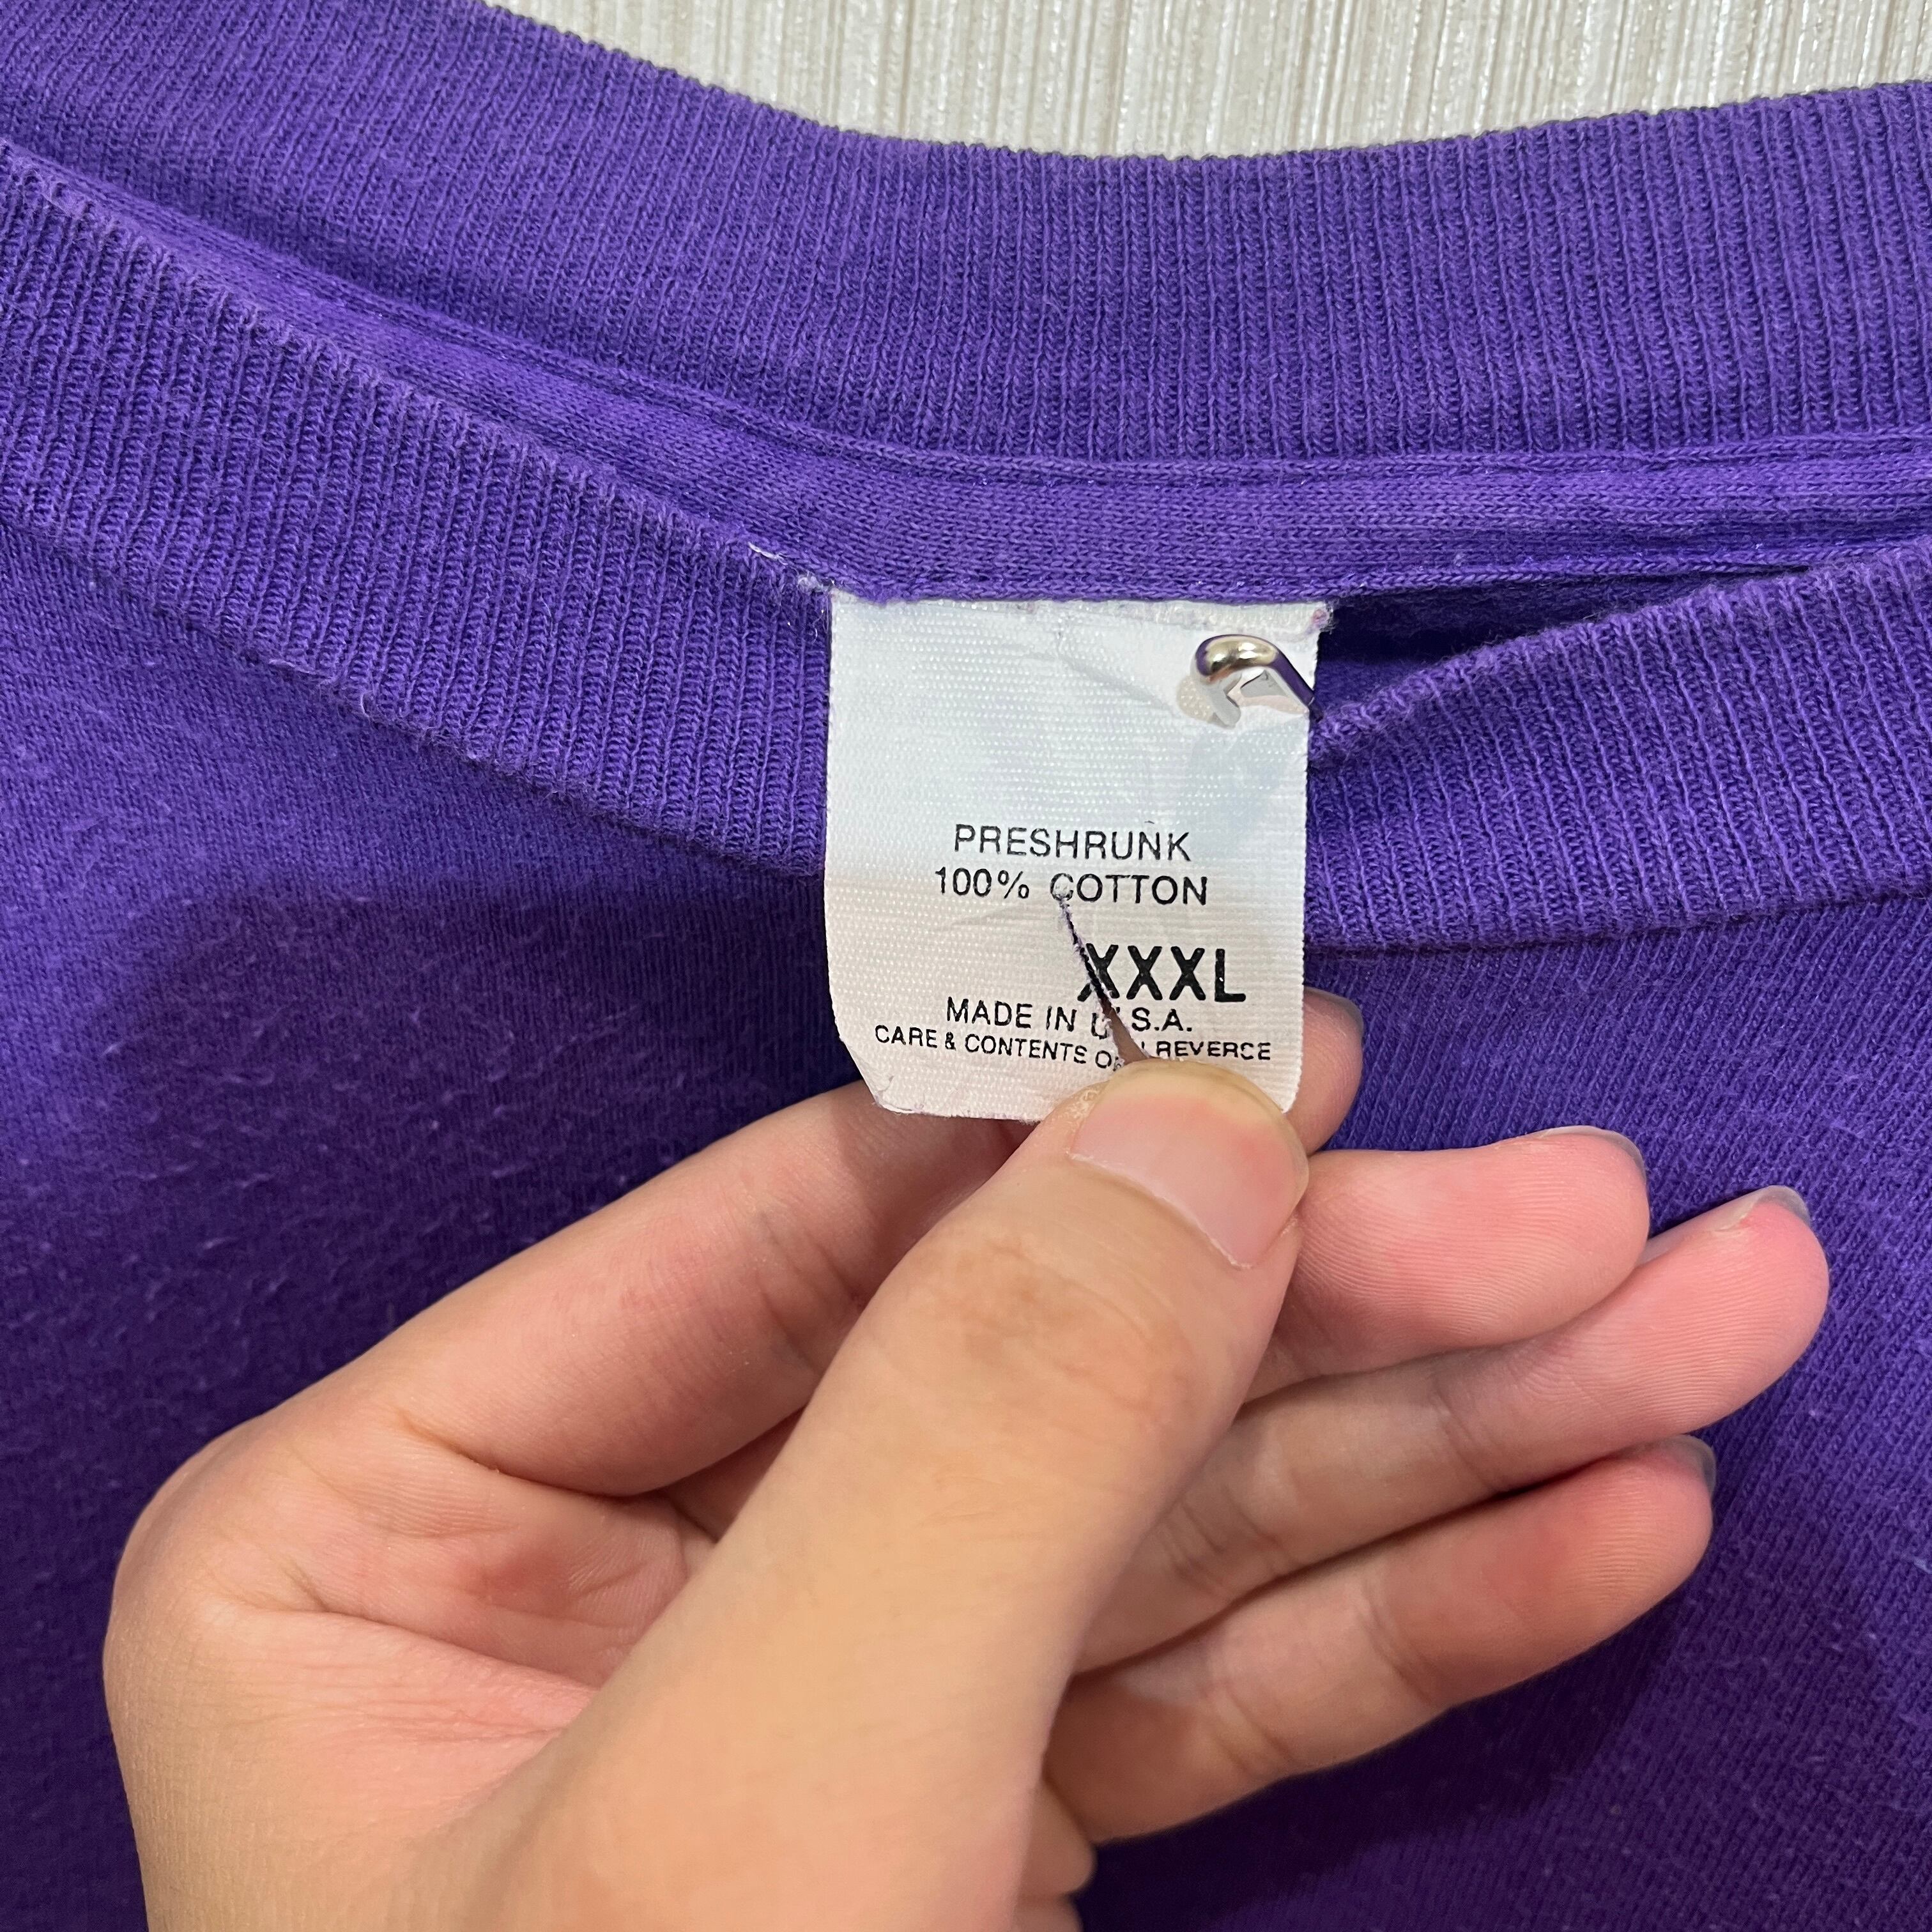 PRESHRUNK
100% COTTON
XXXL
MADE IN U.S.A.
CARE & CONTENTS ON REVERCE